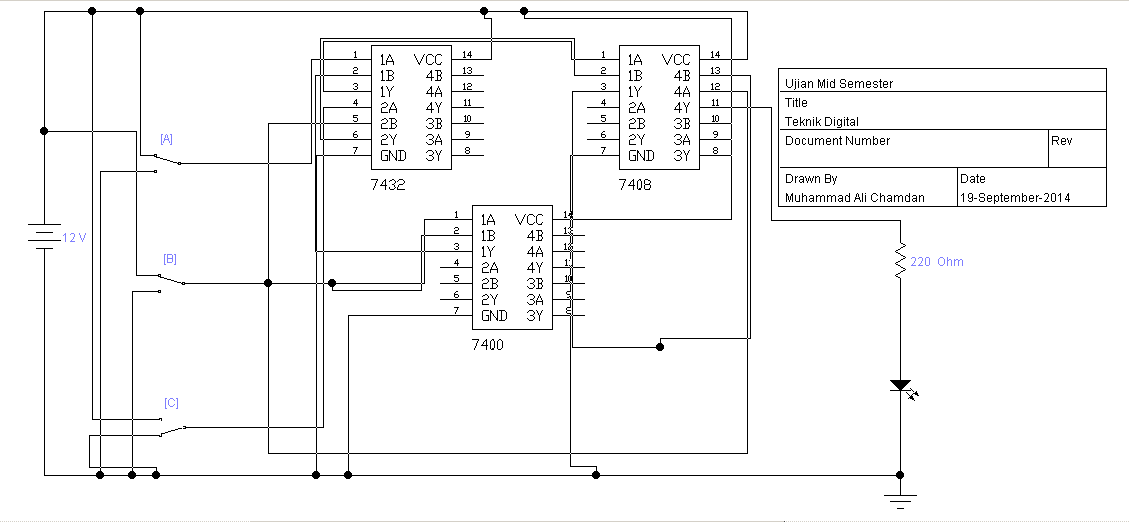 [A]
[B]
[C]
12 V
1 1A VCC 14
2 1B 4B 13
3 1Y 4A 12
4 2A 4Y 11
5 2B 3B 10
6 2Y 3A 9
7 GND 3Y 8
7432
1 1A VCC 14
2 1B 4B 13
3 1Y 4A 12
4 2A 4Y 11
5 2B 3B 10
6 2Y 3A 9
7 GND 3Y 8
7408
1 1A VCC
2 1B 4B
3 1Y 4A
4 2A 4Y
5 2B 3B
6 2Y 3A
7 GND 3Y
7400
Ujian Mid Semester
Title
Teknik Digital
Document Number Rev
Drawn By Date
Muhammad Ali Chamdan 19-September-2014
220 Ohm